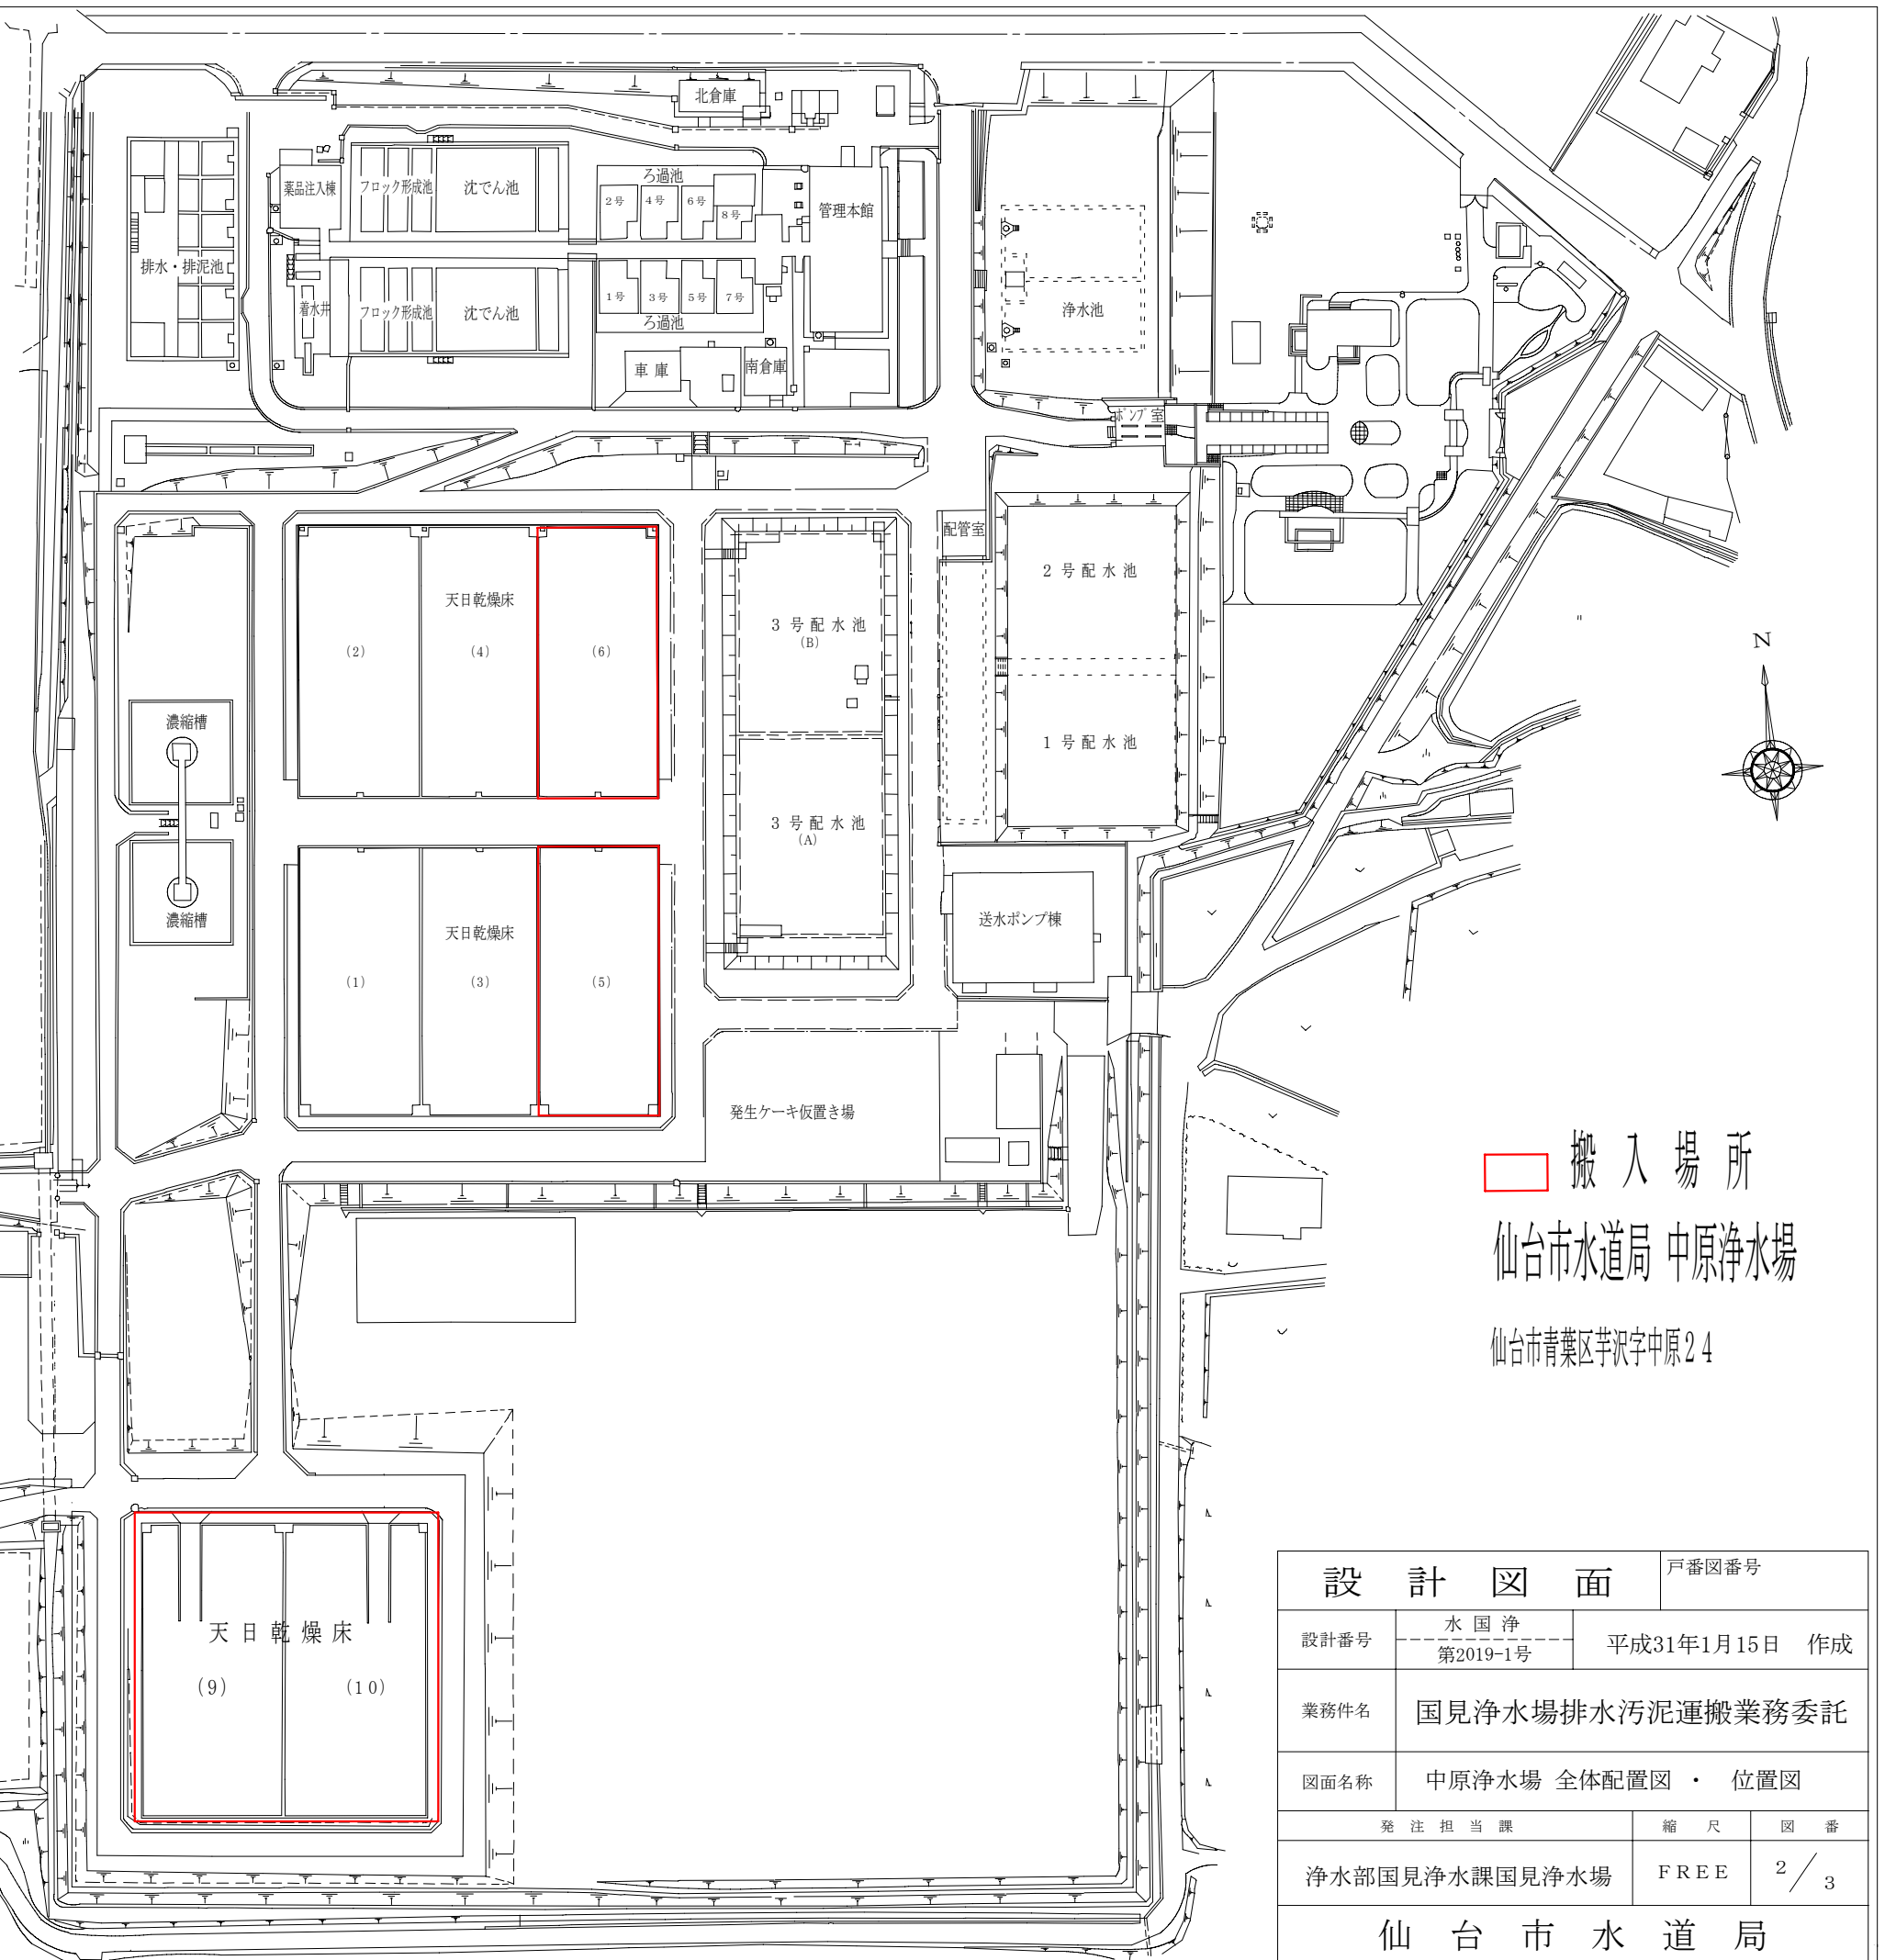 北倉庫
薬品注入棟
フロック形成池
沈でん池
ろ過池
2号
4号
6号
8号
管理本館
排水・排泥池
着水井
フロック形成池
沈でん池
1号
3号
5号
7号
ろ過池
浄水池
車庫
南倉庫
ポンプ室
配管室
2号配水池
天日乾燥床
3号配水池
(B)
(2)
(4)
(6)
N
濃縮槽
1号配水池
3号配水池
(A)
濃縮槽
送水ポンプ棟
天日乾燥床
(1)
(3)
(5)
発生ケーキ仮置き場
搬入場所
仙台市水道局 中原浄水場
仙台市青葉区芋沢字中原24
天日乾燥床
(9)
(10)
設計図面
戸番図番号
設計番号
水国浄
第2019-1号
平成31年1月15日 作成
業務件名
国見浄水場排水汚泥運搬業務委託
図面名称
中原浄水場 全体配置図 ・ 位置図
発注担当課
縮尺
図番
浄水部国見浄水課国見浄水場
FREE
2/3
仙台市水道局